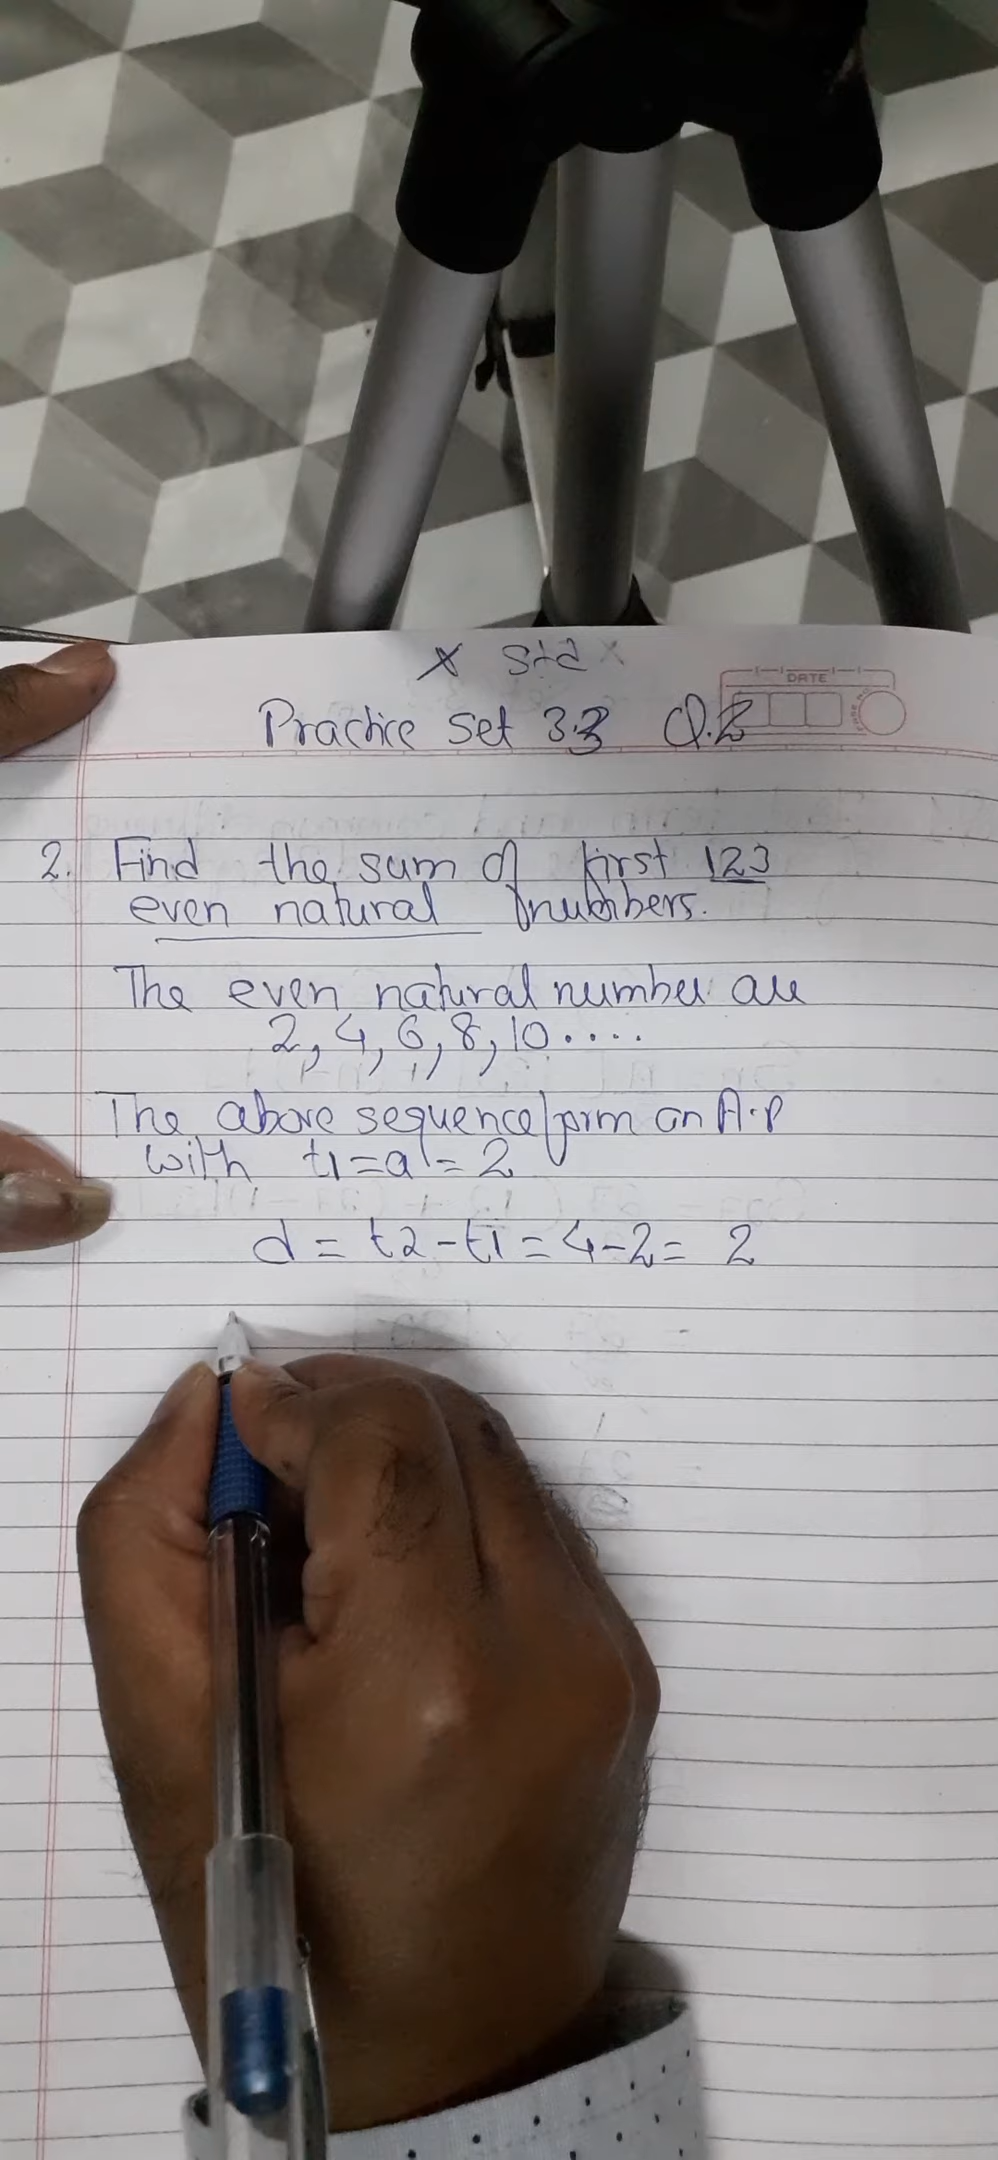 X std X
DATE
Practice Set 3.3 Q.2
2. Find the sum of first 123
even natural numbers.
The even natural number are
2, 4, 6, 8, 10 ....
The above sequence form an A.P
with t1 = a = 2
d = t2 - t1 = 4 - 2 = 2